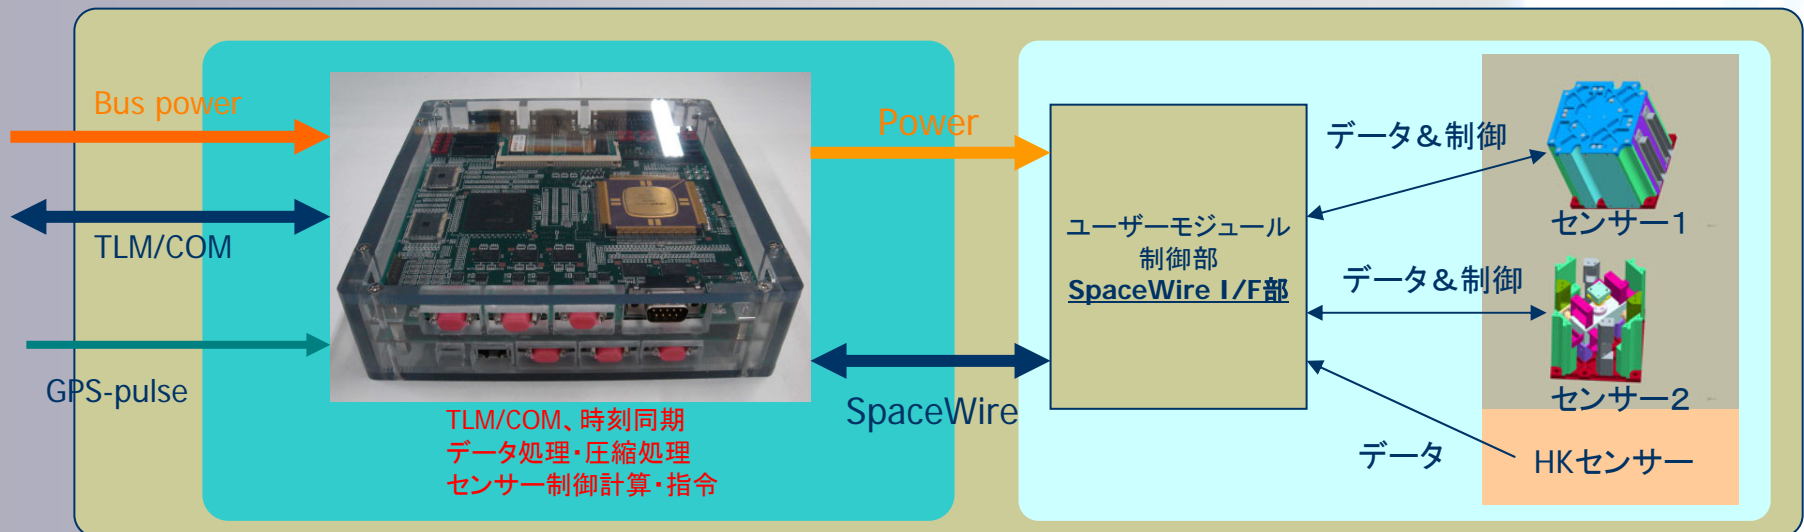 Bus power
TLM/COM
GPS-pulse
TLM/COM、時刻同期
データ処理・圧縮処理
センサー制御計算・指令
Power
SpaceWire
ユーザーモジュール
制御部
SpaceWire I/F部
データ&制御
データ&制御
データ
センサー1
センサー2
HKセンサー